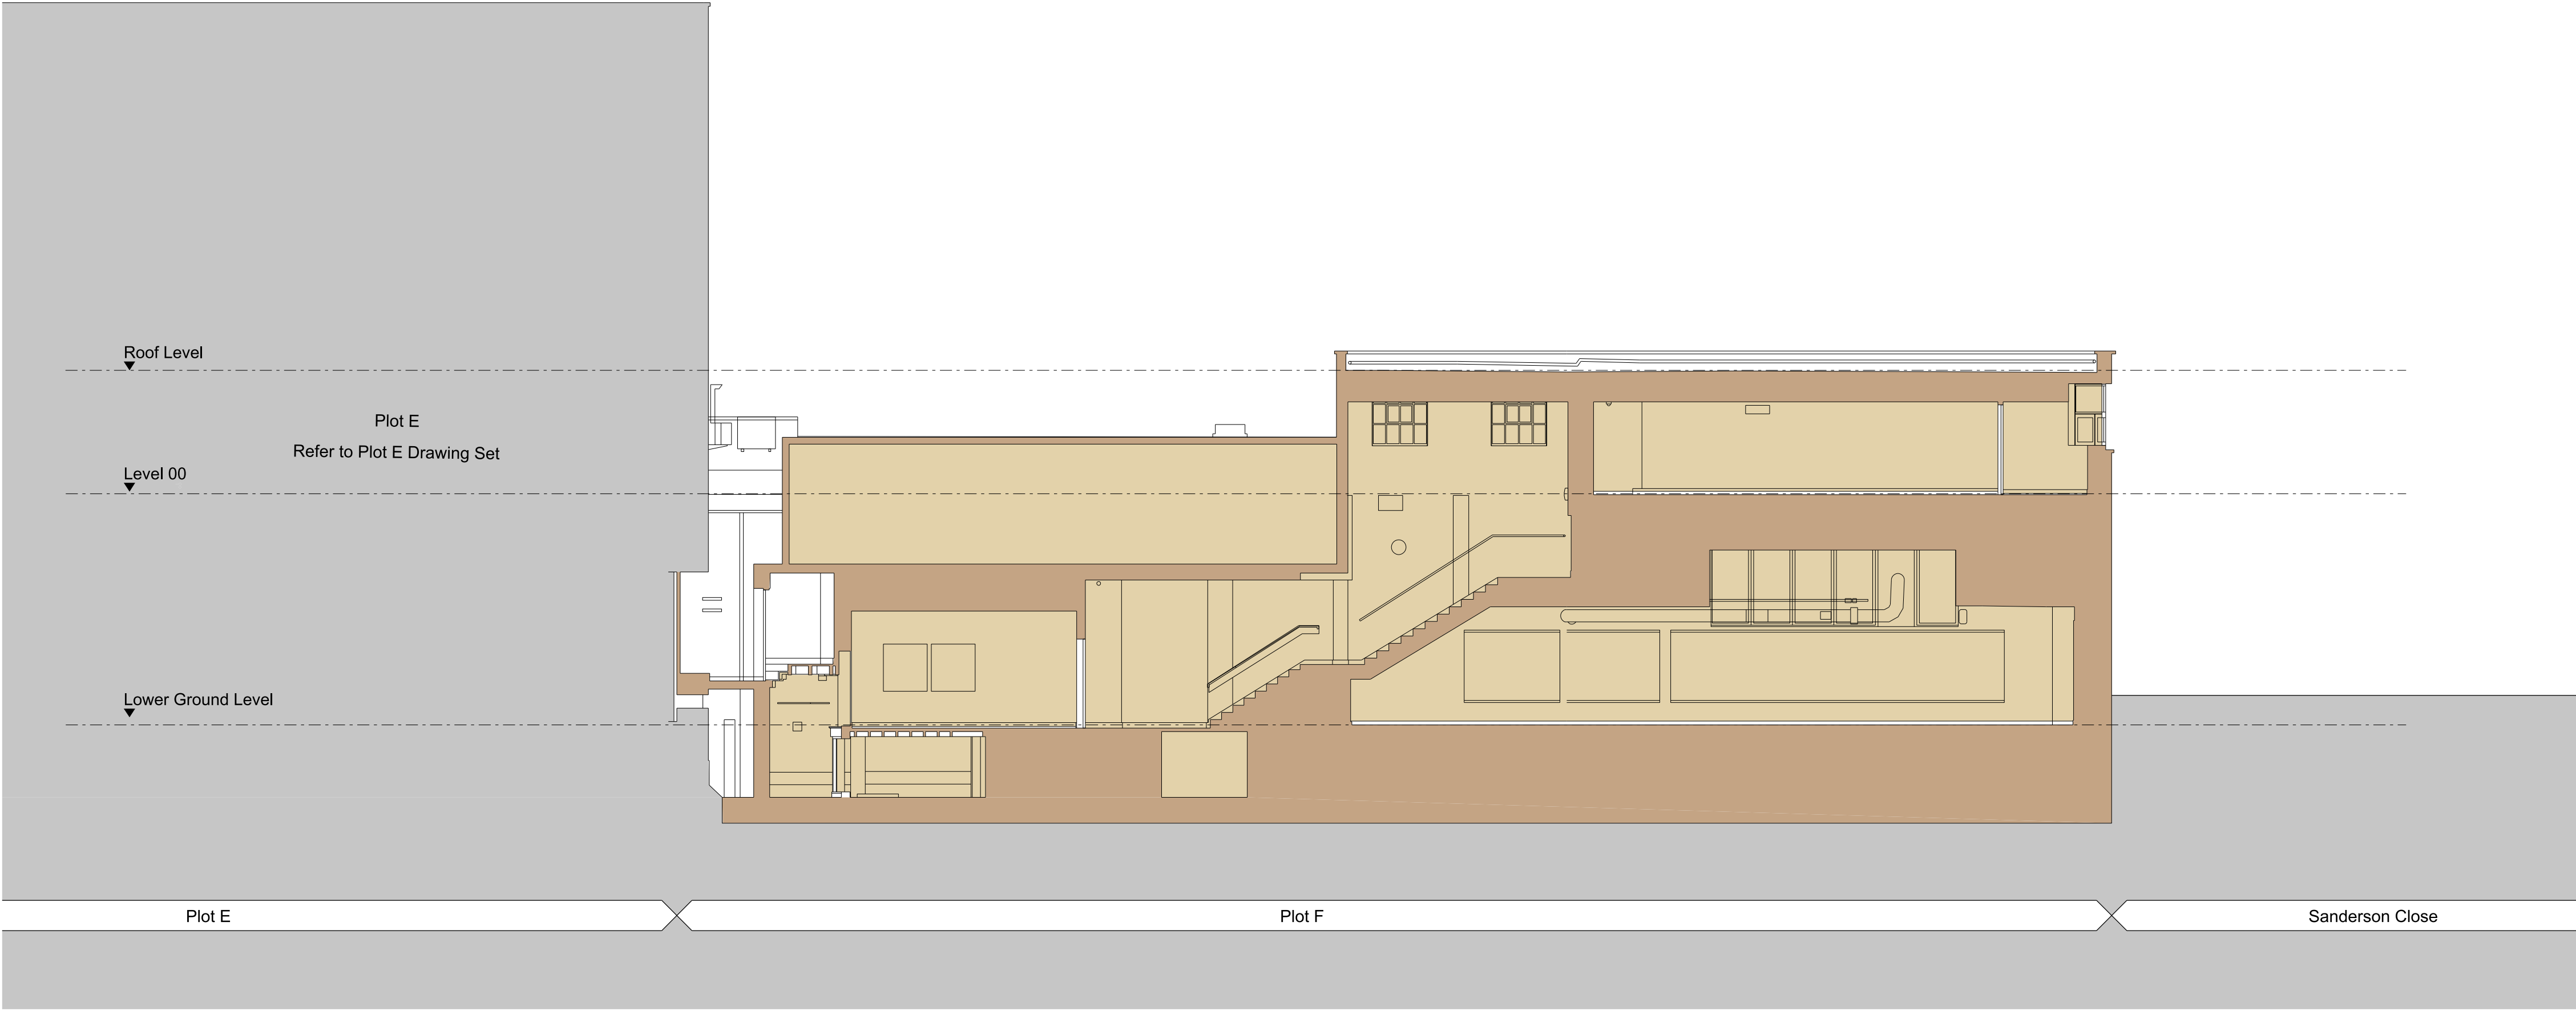 Roof Level
Plot E
Refer to Plot E Drawing Set
Level 00
Lower Ground Level
Plot E
Plot F
Sanderson Close